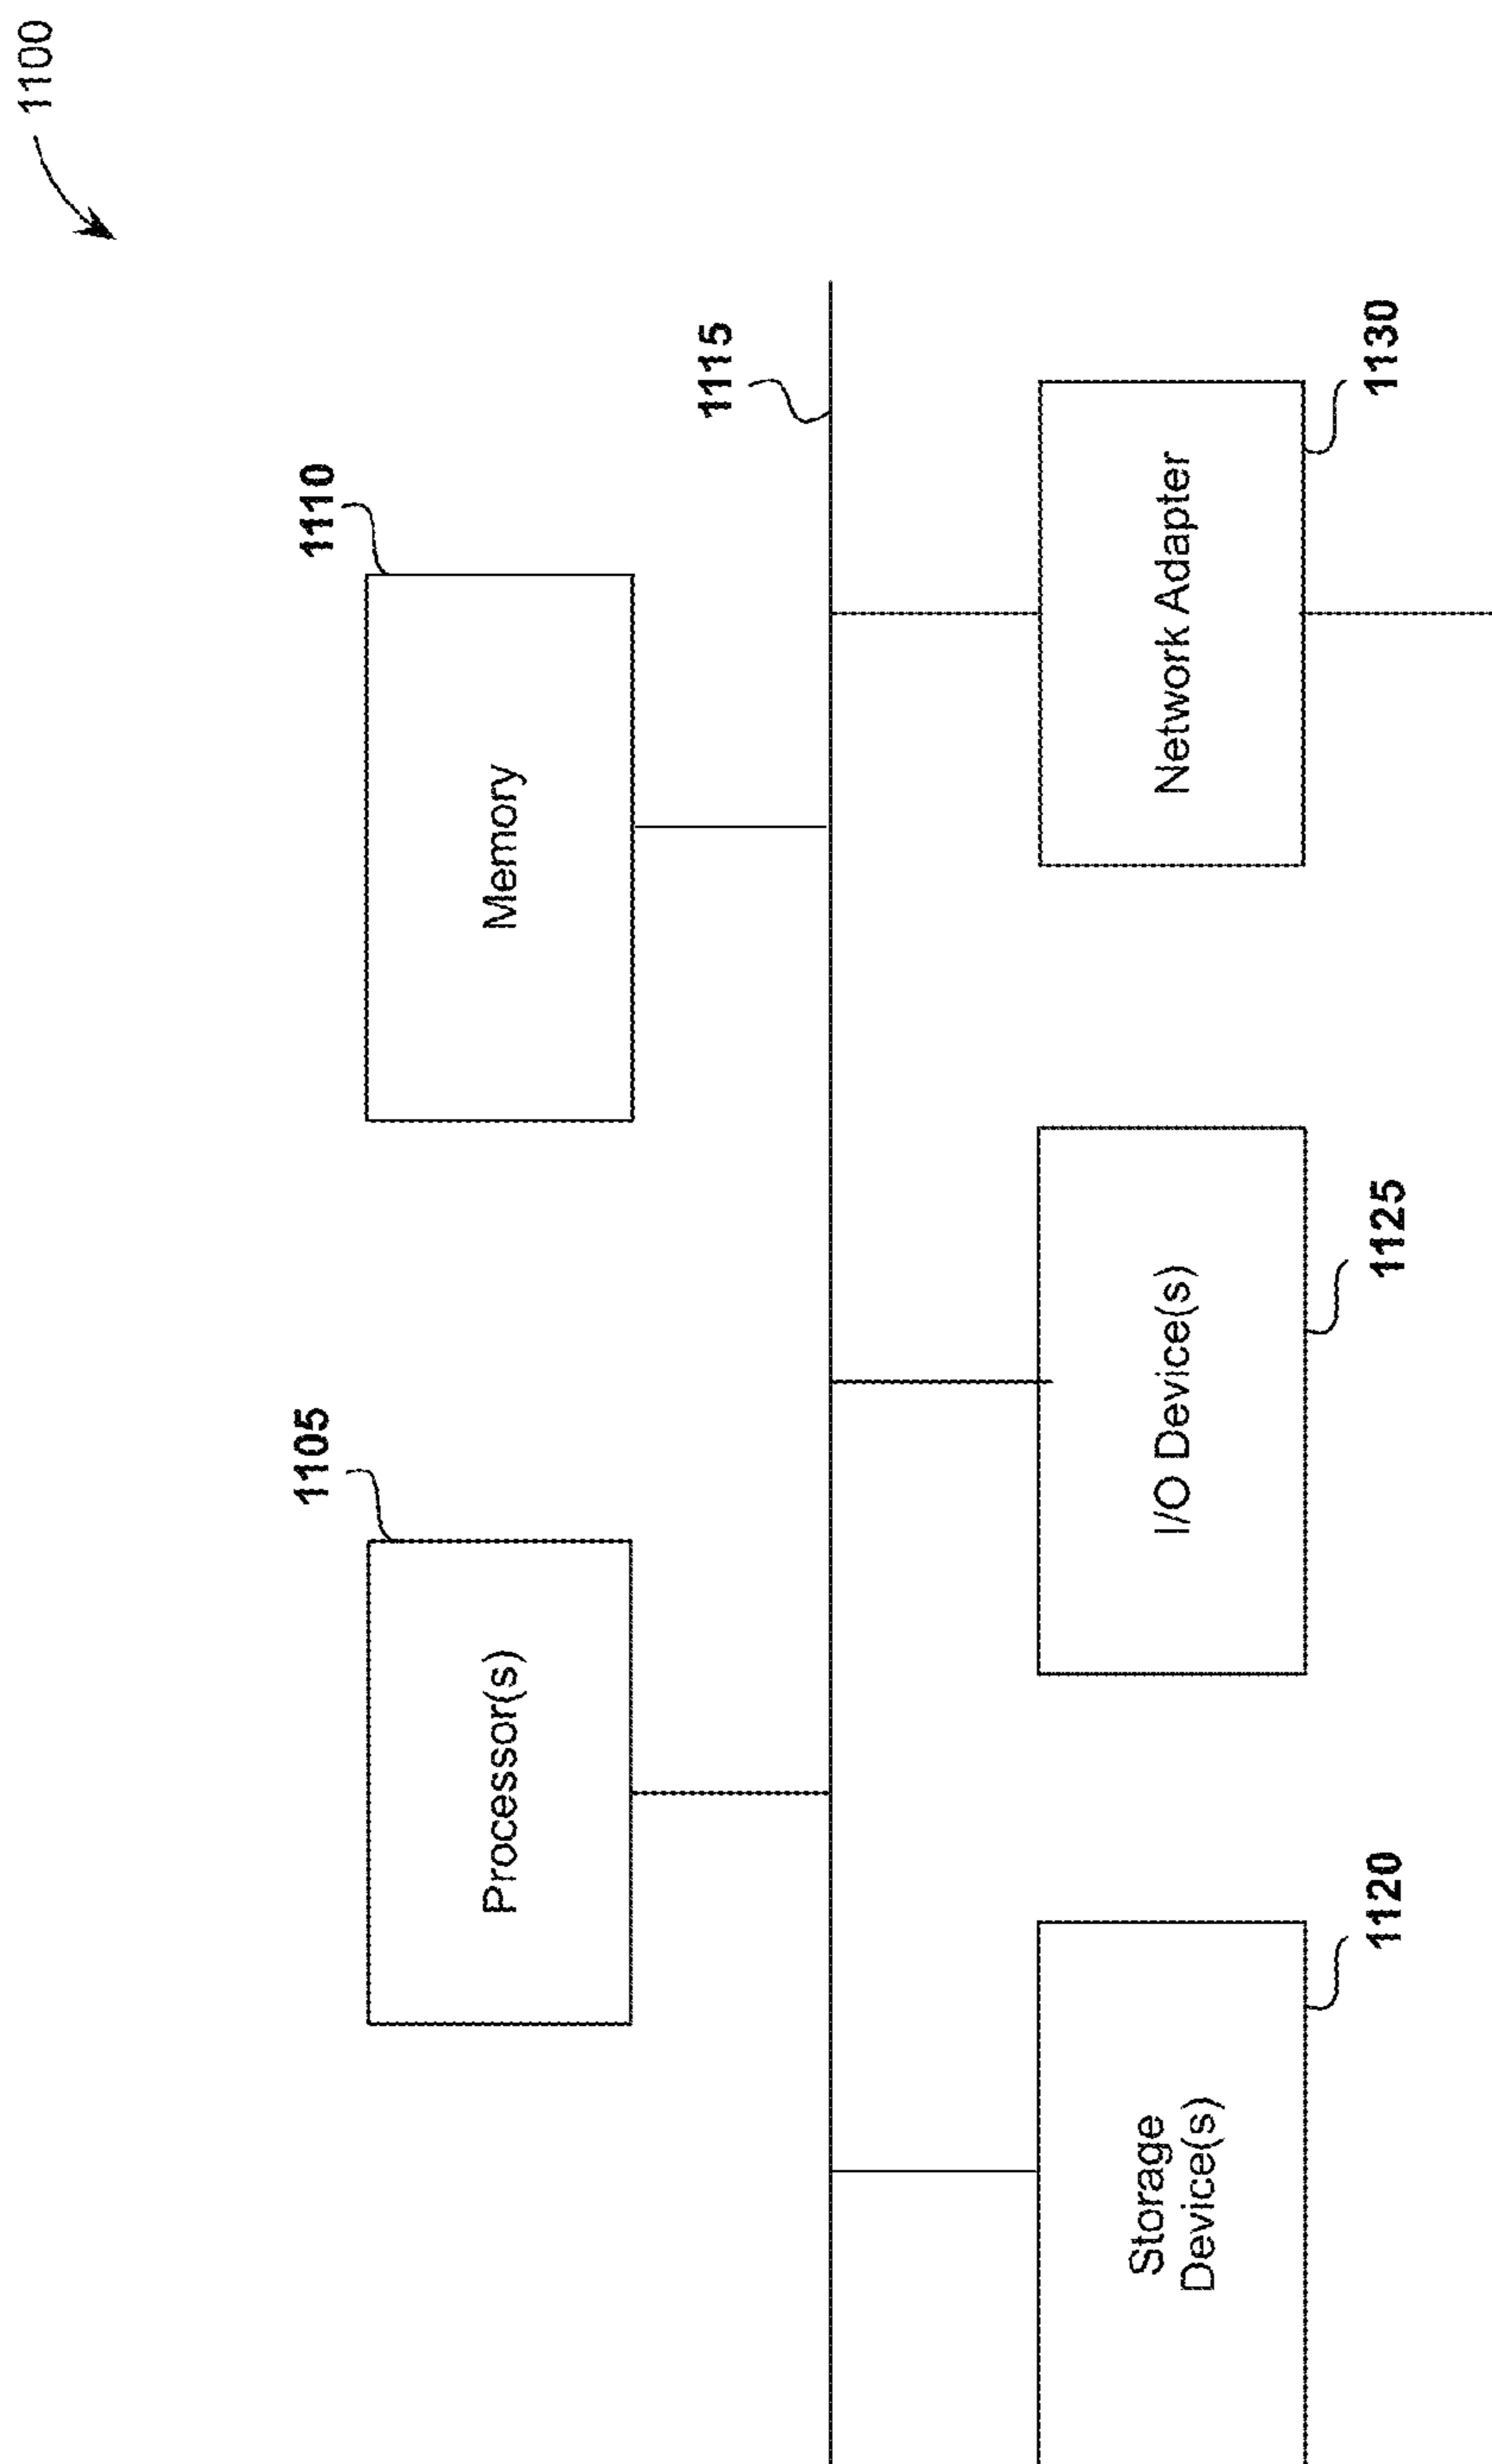 1100
1105
Processor(s)
1110
Memory
1115
Storage
Device(s)
1120
I/O Device(s)
1125
Network Adapter
1130